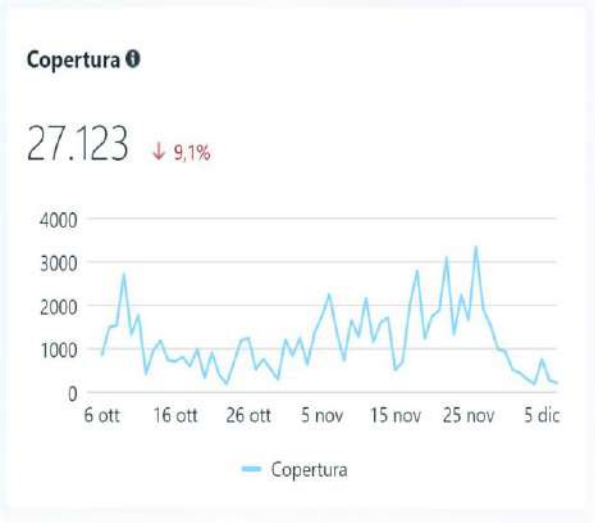 Copertura
27.123 ↓ 9,1%
4000
3000
2000
1000
0
6 ott 16 ott 26 ott 5 nov 15 nov 25 nov 5 dic
Copertura